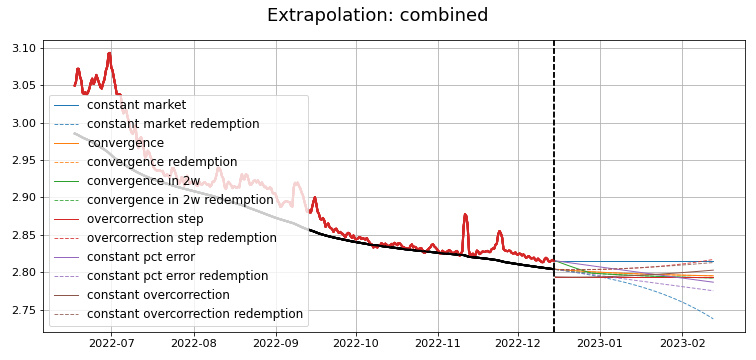 Extrapolation: combined
3.10
3.05
3.00
2.95
2.90
2.85
2.80
2.75
constant market
constant market redemption
convergence
convergence redemption
convergence in 2w
convergence in 2w redemption
overcorrection step
overcorrection step redemption
constant pct error
constant pct error redemption
constant overcorrection
constant overcorrection redemption
2022-07 2022-08 2022-09 2022-10 2022-11 2022-12 2023-01 2023-02